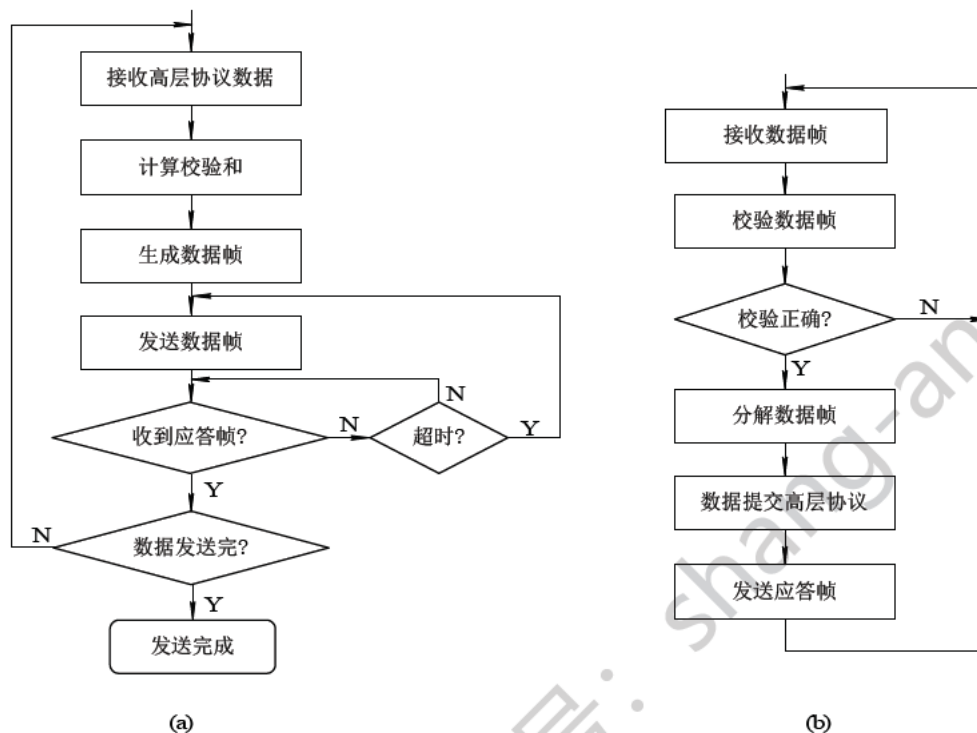 接收高层协议数据
计算校验和
生成数据帧
发送数据帧
收到应答帧?
N
超时?
N
Y
Y
数据发送完?
N
Y
发送完成
(a)
接收数据帧
校验数据帧
校验正确?
N
Y
分解数据帧
数据提交高层协议
发送应答帧
(b)
号: shang-an